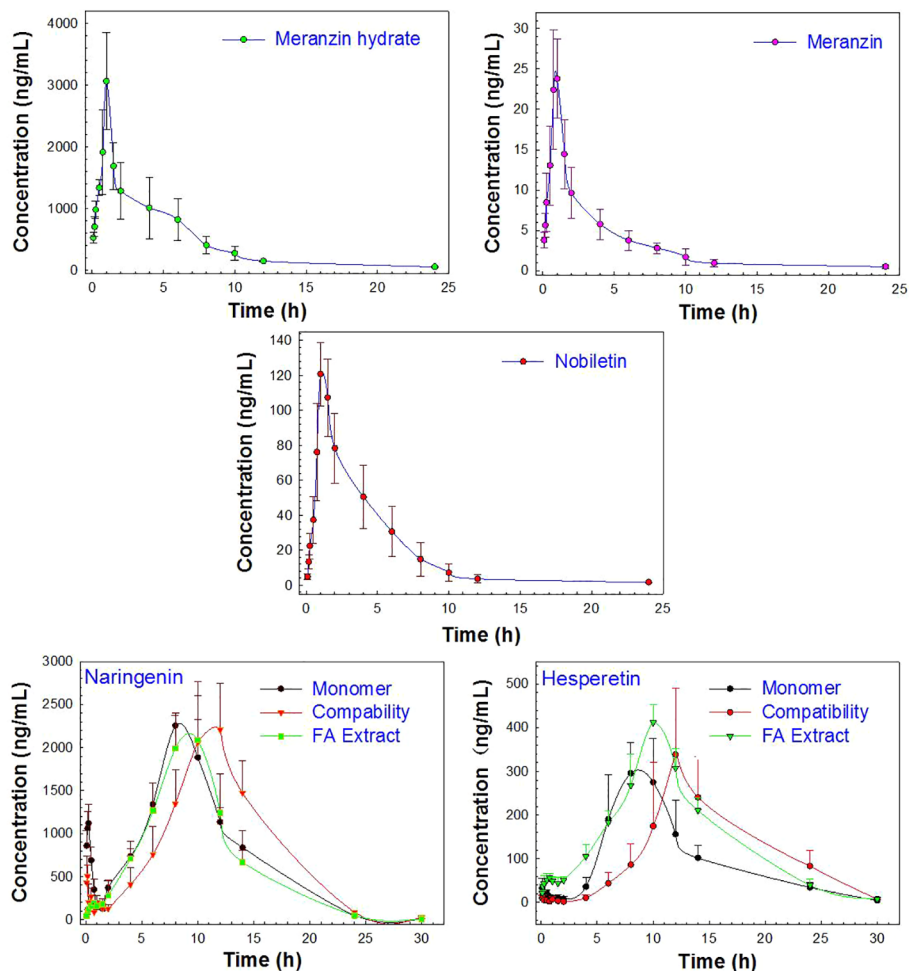 Meranzin hydrate
Concentration (ng/mL)
4000
3000
2000
1000
0
0 5 10 15 20 25
Time (h)
Meranzin
Concentration (ng/mL)
35
30
25
20
15
10
5
0
0 5 10 15 20 25
Time (h)
Nobiletin
Concentration (ng/mL)
140
120
100
80
60
40
20
0
0 5 10 15 20 25
Time (h)
Naringenin
Monomer
Compability
FA Extract
Concentration (ng/mL)
3000
2500
2000
1500
1000
500
0
0 5 10 15 20 25 30
Time (h)
Hesperetin
Monomer
Compatibility
FA Extract
Concentration (ng/mL)
500
400
300
200
100
0
0 5 10 15 20 25 30
Time (h)